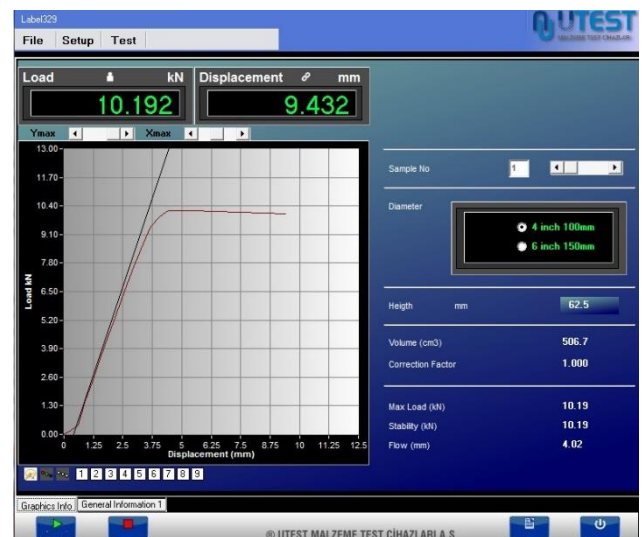 Label329
UTEST
MALZEME TEST CİHAZLARI
File Setup Test
Load kN Displacement mm
10.192 9.432
Ymax Xmax
13.00
11.70
10.40
9.10
7.80
6.50
5.20
3.90
2.60
1.30
0.00
Load kN
0 1.25 2.5 3.75 5 6.25 7.5 8.75 10 11.25 12.5
Displacement (mm)
1 2 3 4 5 6 7 8 9
Sample No 1
Diameter
4 inch 100mm
6 inch 150mm
Heigth mm 62.5
Volume (cm3) 506.7
Correction Factor 1.000
Max Load (kN) 10.19
Stability (kN) 10.19
Flow (mm) 4.02
Graphics Info General Information 1
® UTEST MALZEME TEST CİHAZLARI A.Ş.